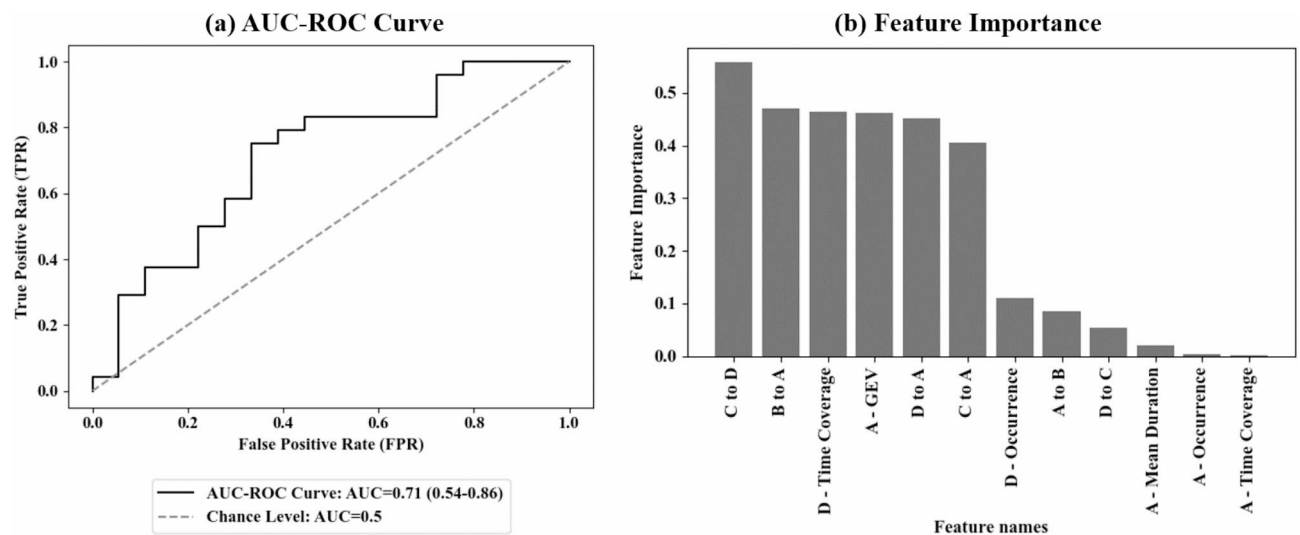 (a) AUC-ROC Curve
True Positive Rate (TPR)
1.0
0.8
0.6
0.4
0.2
0.0
0.0 0.2 0.4 0.6 0.8 1.0
False Positive Rate (FPR)
AUC-ROC Curve: AUC=0.71 (0.54-0.86)
Chance Level: AUC=0.5
(b) Feature Importance
Feature Importance
0.5
0.4
0.3
0.2
0.1
0.0
C to D
B to A
D - Time Coverage
A - GEV
D to A
C to A
D - Occurrence
A to B
D to C
A - Mean Duration
A - Occurrence
A - Time Coverage
Feature names